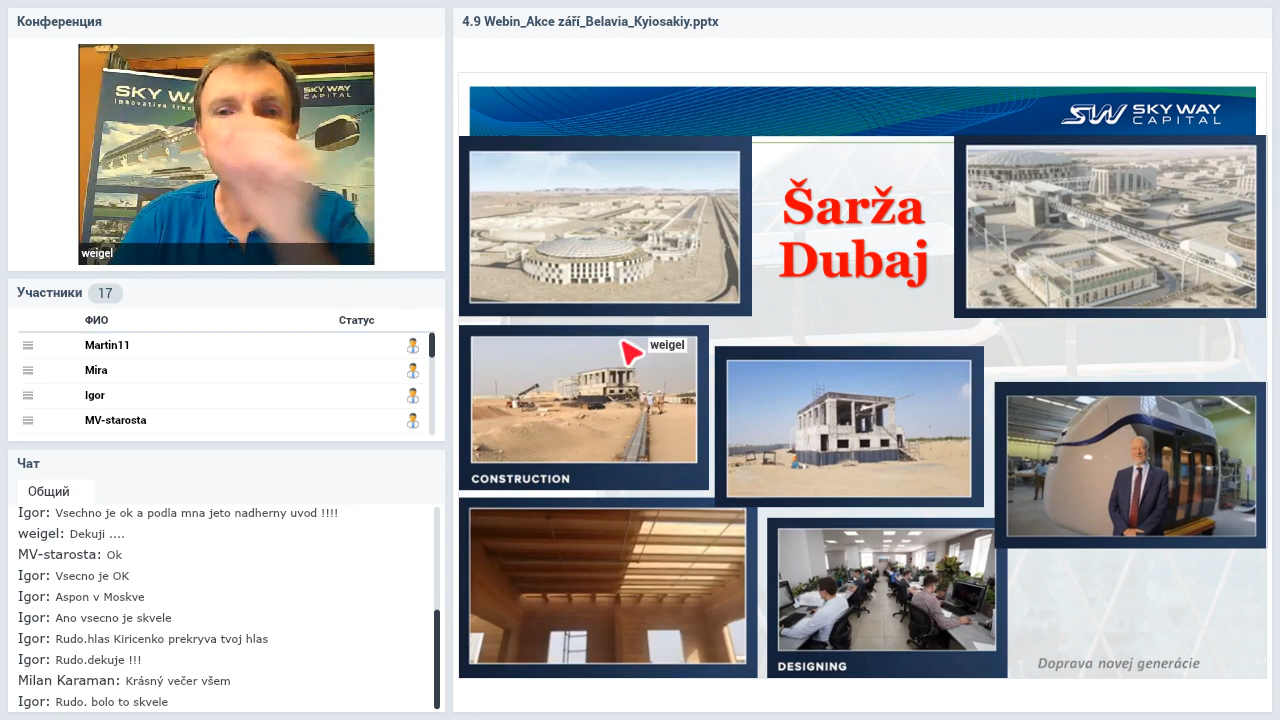 Конференция
SKY WA
innovative tran
SKY WAY
CAPITAL
weigel
Участники 17
ФИО Статус
Martin11
Mira
Igor
MV-starosta
Чат
Общий
Igor: Vsechno je ok a podla mna jeto nadherny uvod !!!!
weigel: Dekuji ....
MV-starosta: Ok
Igor: Vsecno je OK
Igor: Aspon v Moskve
Igor: Ano vsecno je skvele
Igor: Rudo.hlas Kiricenko prekryva tvoj hlas
Igor: Rudo.dekuje !!!
Milan Karaman: Krásný večer všem
Igor: Rudo. bolo to skvele
4.9 Webin_Akce září_Belavia_Kyiosakiy.pptx
SW SKY WAY
CAPITAL
Šarža
Dubaj
weigel
CONSTRUCTION
DESIGNING
Doprava novej generácie